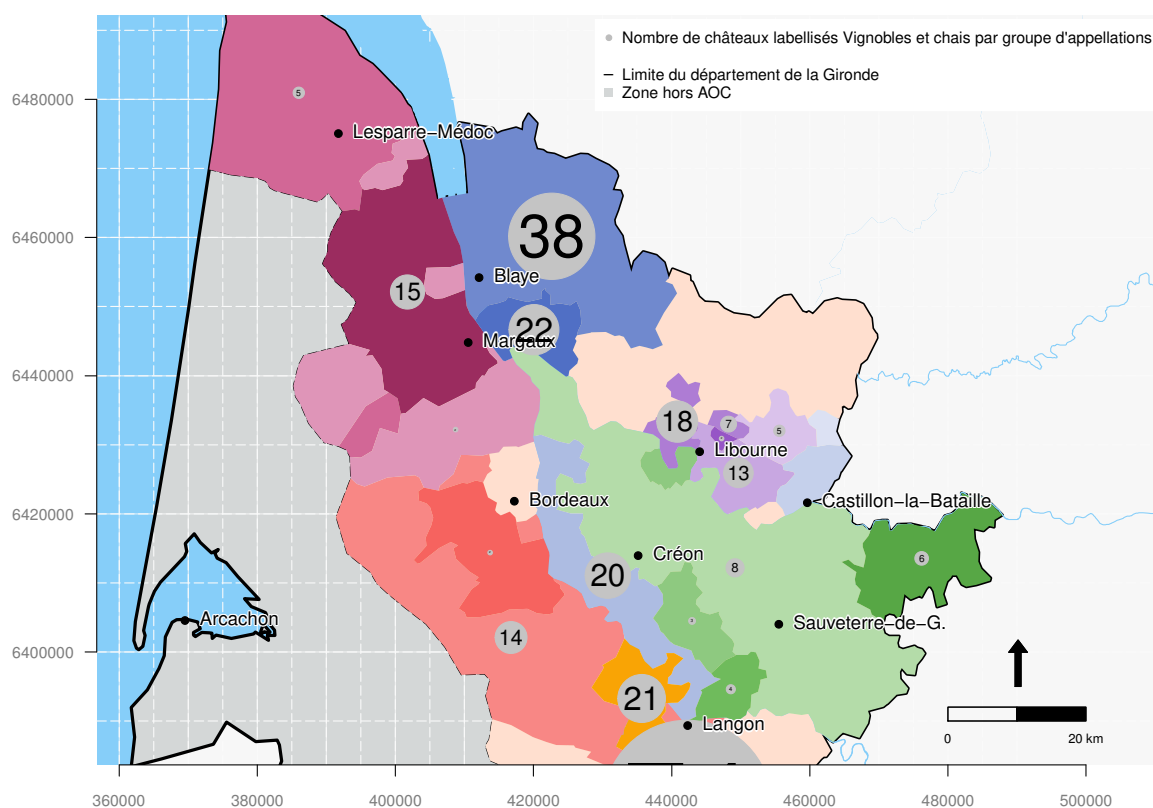 Nombre de châteaux labellisés Vignobles et chais par groupe d'appellations
Limite du département de la Gironde
Zone hors AOC
6480000
5
Lesparre−Médoc
6460000
38
Blaye
15
22
Margaux
6440000
18
7
5
Libourne
13
6420000
Bordeaux
Castillon−la−Bataille
Créon
6
8
20
Arcachon
Sauveterre−de−G.
14
6400000
4
21
Langon
0
20 km
360000
380000
400000
420000
440000
460000
480000
500000